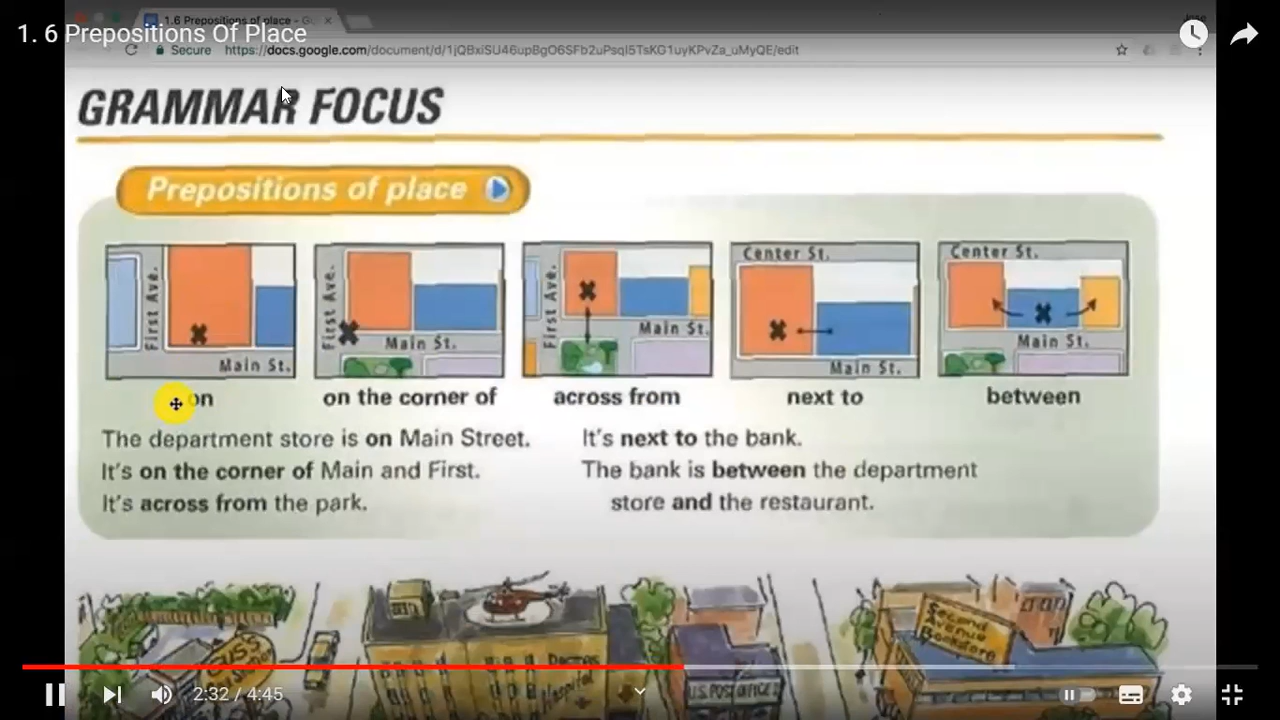 1.6 Prepositions of place - Go
1. 6 Prepositions Of Place
Secure https://docs.google.com/document/d/1jQBxiSU46upBgO6SFb2uPsqI5TsKG1uyKPvZa_uMyQE/edit
GRAMMAR FOCUS
Prepositions of place
First Ave.
Main St.
First Ave.
Main St.
First Ave.
Main St.
Center St.
Main St.
Center St.
Main St.
on
on the corner of
across from
next to
between
The department store is on Main Street.
It's on the corner of Main and First.
It's across from the park.
It's next to the bank.
The bank is between the department
store and the restaurant.
Second
Avenue
Bookstore
Hospital
U.S. POST OFFICE
2:32 / 4:45